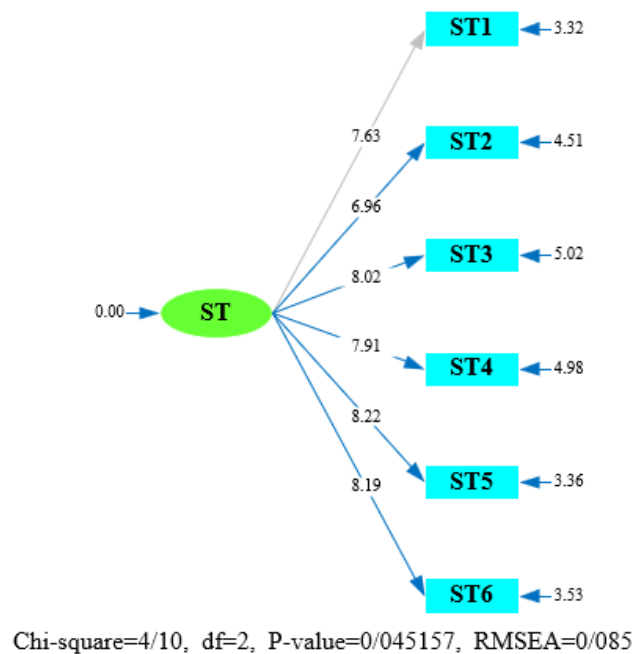 ST1
3.32
7.63
ST2
4.51
6.96
ST3
5.02
8.02
0.00
ST
7.91
ST4
4.98
8.22
ST5
3.36
8.19
ST6
3.53
Chi-square=4/10, df=2, P-value=0/045157, RMSEA=0/085